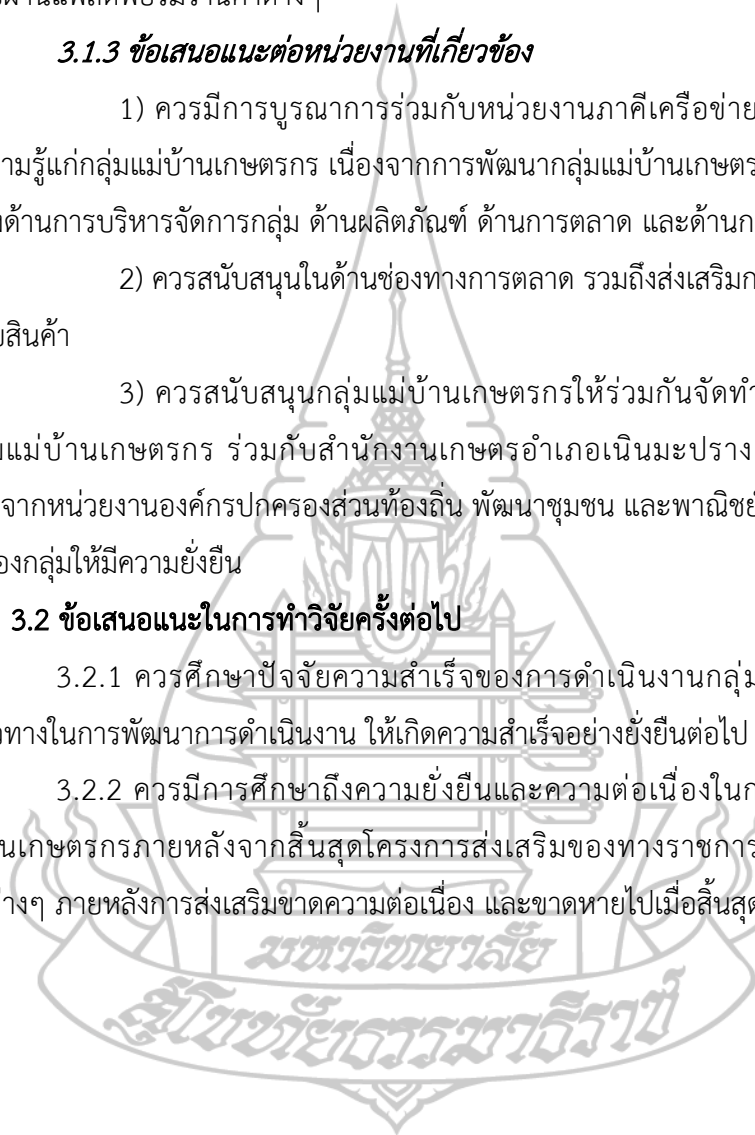 รผ่านแพลตฟอร์มร้านค้าต่างๆ
3.1.3 ข้อเสนอแนะต่อหน่วยงานที่เกี่ยวข้อง
1) ควรมีการบูรณาการร่วมกับหน่วยงานภาคีเครือข่าย
ามรู้แก่กลุ่มแม่บ้านเกษตรกร เนื่องจากการพัฒนากลุ่มแม่บ้านเกษตร
งด้านการบริหารจัดการกลุ่ม ด้านผลิตภัณฑ์ ด้านการตลาด และด้านก
2) ควรสนับสนุนในด้านช่องทางการตลาด รวมถึงส่งเสริมก
ยสินค้า
3) ควรสนับสนุนกลุ่มแม่บ้านเกษตรกรให้ร่วมกันจัดทำ
มแม่บ้านเกษตรกร ร่วมกับสำนักงานเกษตรอำเภอเนินมะปราง
จากหน่วยงานองค์กรปกครองส่วนท้องถิ่น พัฒนาชุมชน และพาณิชย์
องกลุ่มให้มีความยั่งยืน
3.2 ข้อเสนอแนะในการทำวิจัยครั้งต่อไป
3.2.1 ควรศึกษาปัจจัยความสำเร็จของการดำเนินงานกลุ่ม
วทางในการพัฒนาการดำเนินงาน ให้เกิดความสำเร็จอย่างยั่งยืนต่อไป
3.2.2 ควรมีการศึกษาถึงความยั่งยืนและความต่อเนื่องในก
นเกษตรกรภายหลังจากสิ้นสุดโครงการส่งเสริมของทางราชการ
างๆ ภายหลังการส่งเสริมขาดความต่อเนื่อง และขาดหายไปเมื่อสิ้นสุด
มหาวิทยาลัย
สุโขทัยธรรมาธิราช